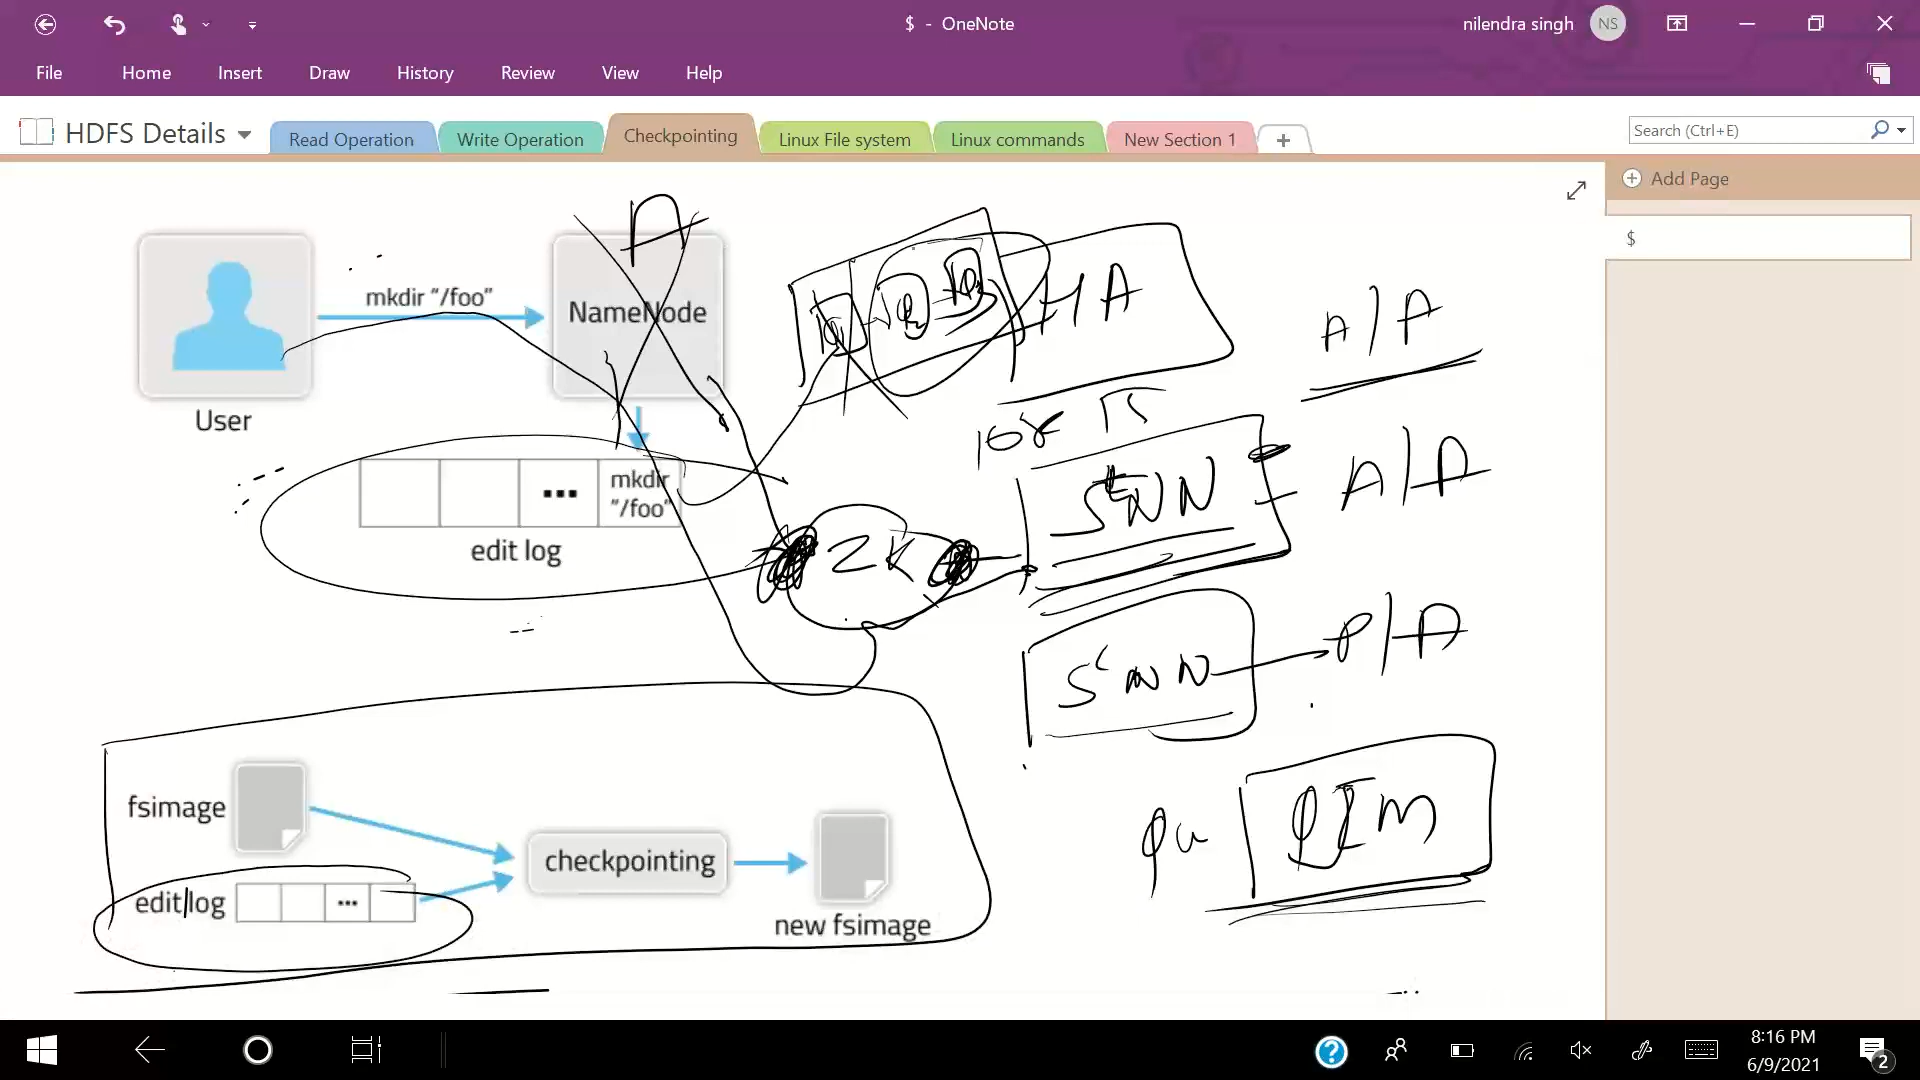 $ - OneNote
nilendra singh
NS
File
Home
Insert
Draw
History
Review
View
Help
HDFS Details
Read Operation
Write Operation
Checkpointing
Linux File system
Linux commands
New Section 1
Search (Ctrl+E)
Add Page
$
A
mkdir "/foo"
NameNode
User
HA
A/A
mkdir
"/foo"
edit log
ZK
SNN
A/A
SNN
P/A
fsimage
edit log
checkpointing
new fsimage
8:16 PM
6/9/2021
2